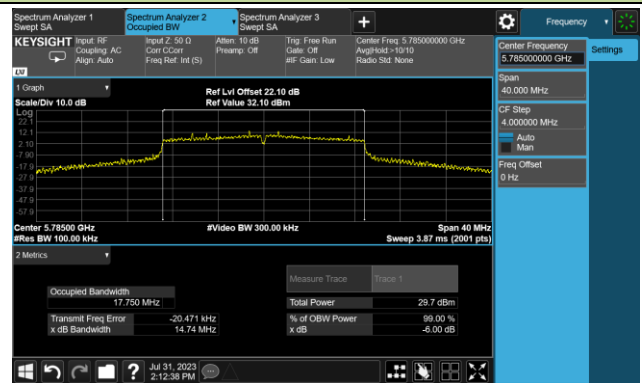 Spectrum Analyzer 1
Swept SA
Spectrum Analyzer 2
Occupied BW
Spectrum Analyzer 3
Swept SA
Frequency
KEYSIGHT
Input: RF
Coupling: AC
Align: Auto
Input Z: 50 Ω
Corr CCorr
Freq Ref: Int (S)
Atten: 10 dB
Preamp: Off
Trig: Free Run
Gate: Off
#IF Gain: Low
Center Freq: 5.785000000 GHz
Avg|Hold:>10/10
Radio Std: None
LXI
Center Frequency
5.785000000 GHz
Settings
Span
40.000 MHz
CF Step
4.000000 MHz
Auto
Man
Freq Offset
0 Hz
1 Graph
Scale/Div 10.0 dB
Ref Lvl Offset 22.10 dB
Ref Value 32.10 dBm
Log
22.1
12.1
2.10
-7.90
-17.9
-27.9
-37.9
-47.9
-57.9
Center 5.78500 GHz
#Res BW 100.00 kHz
#Video BW 300.00 kHz
Span 40 MHz
Sweep 3.87 ms (2001 pts)
2 Metrics
Measure Trace
Trace 1
Occupied Bandwidth
17.750 MHz
Total Power
29.7 dBm
Transmit Freq Error
-20.471 kHz
% of OBW Power
99.00 %
x dB Bandwidth
14.74 MHz
x dB
-6.00 dB
Jul 31, 2023
2:12:38 PM